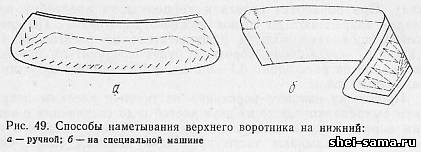 а
б
Рис. 49. Способы наметывания верхнего воротника на нижний:
а — ручной; б — на специальной машине
shei-sama.ru